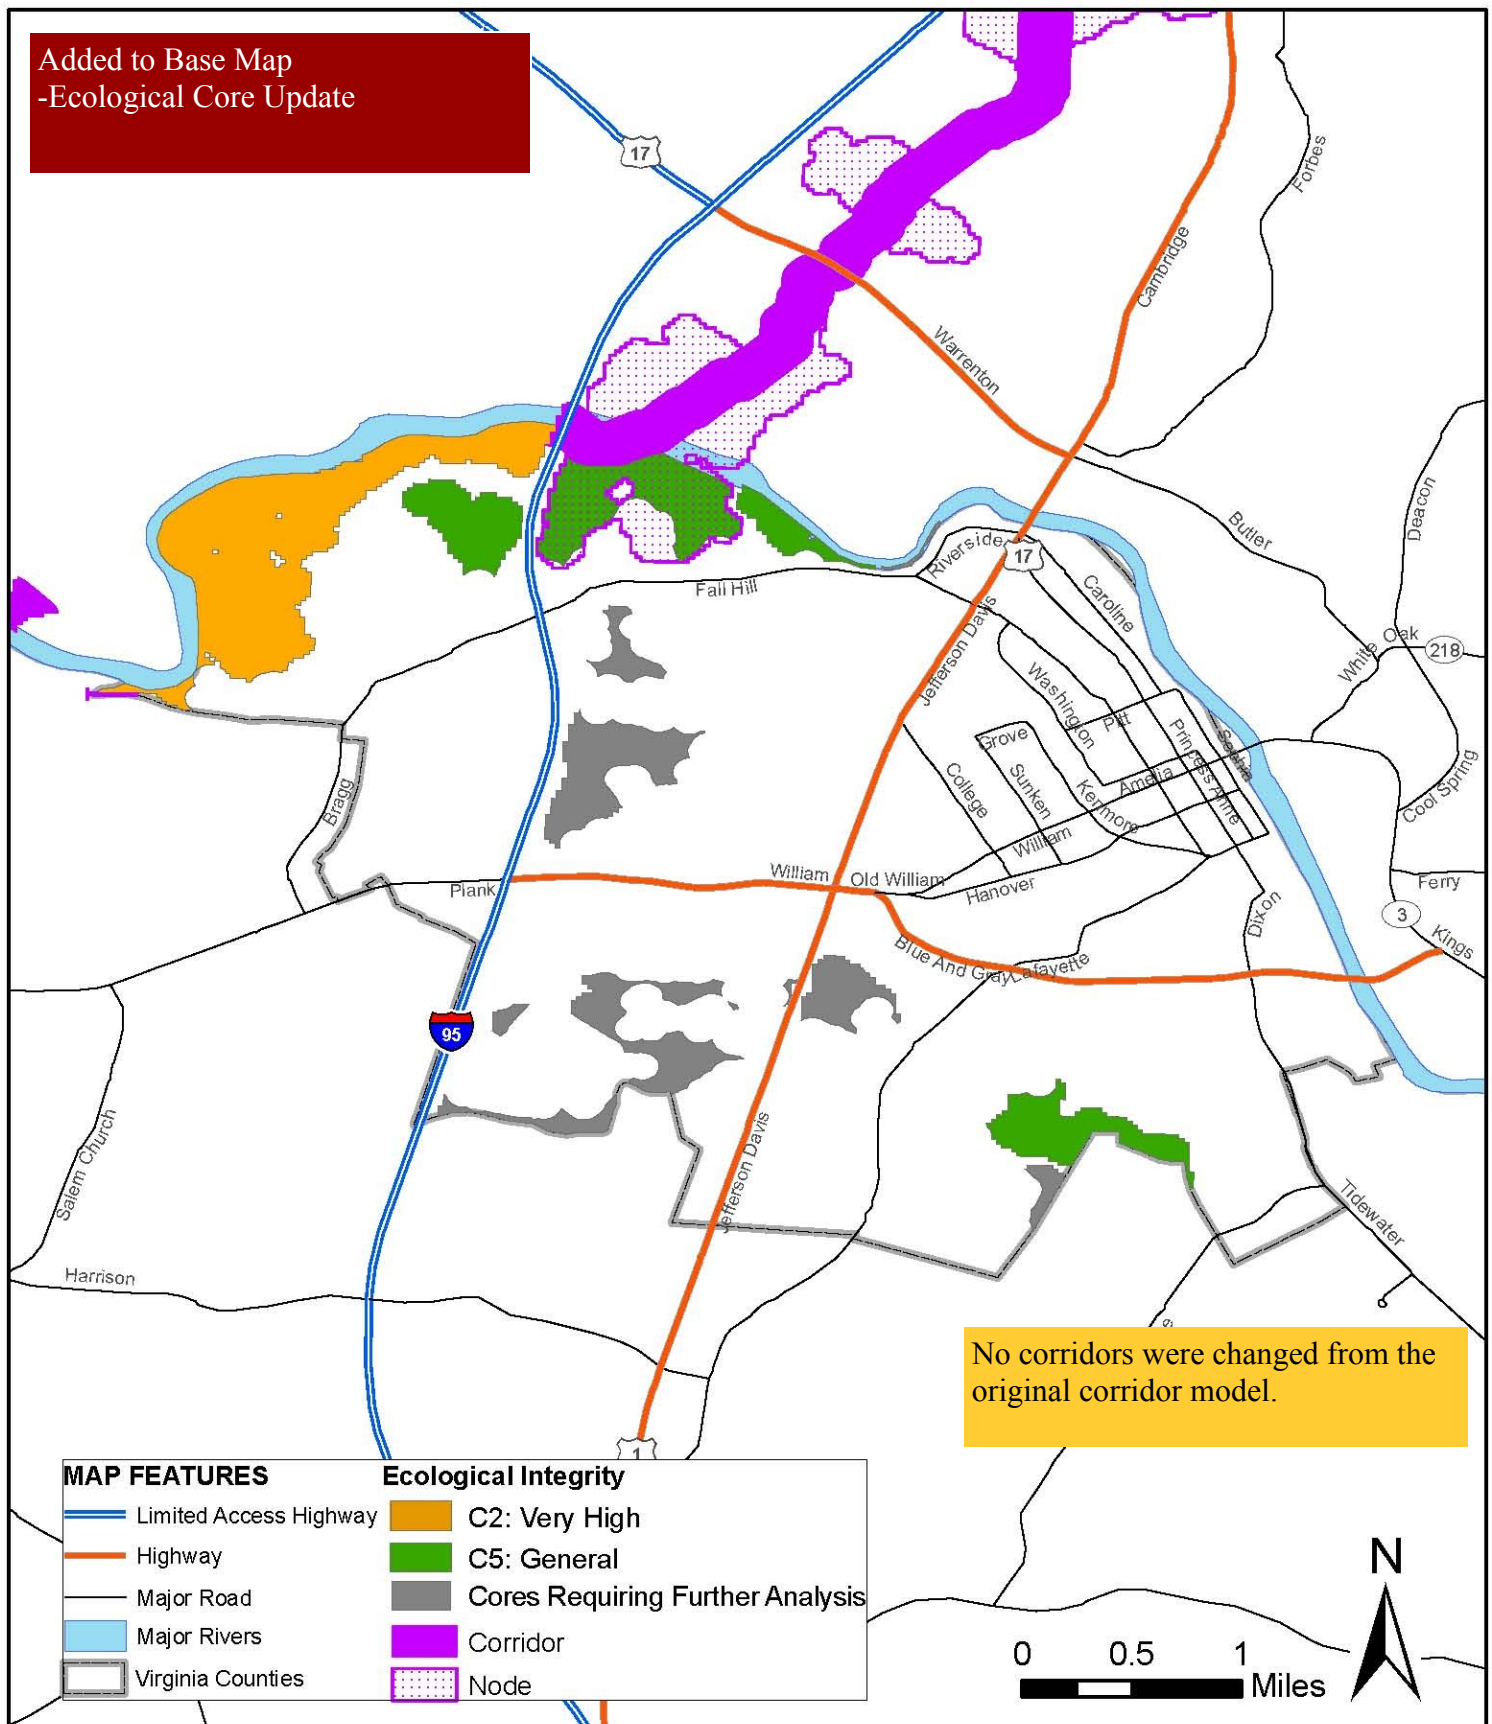 Added to Base Map
-Ecological Core Update
17
Forbes
Cambridge
Warrenton
Deacon
Butler
Riverside
17
Fall Hill
Caroline
Jefferson Davis
White Oak
218
Washington
Pitt
Princess Anne
Sophia
Grove
Sunken
Kenmore
Amelia
College
William
Cool Spring
Bragg
Plank
William
Old William
Hanover
Ferry
3
Kings
Dixon
Blue And Gray
Lafayette
95
Salem Church
Jefferson Davis
Tidewater
Harrison
No corridors were changed from the
original corridor model.
1
MAP FEATURES
Limited Access Highway
Highway
Major Road
Major Rivers
Virginia Counties
Ecological Integrity
C2: Very High
C5: General
Cores Requiring Further Analysis
Corridor
Node
N
0 0.5 1
Miles